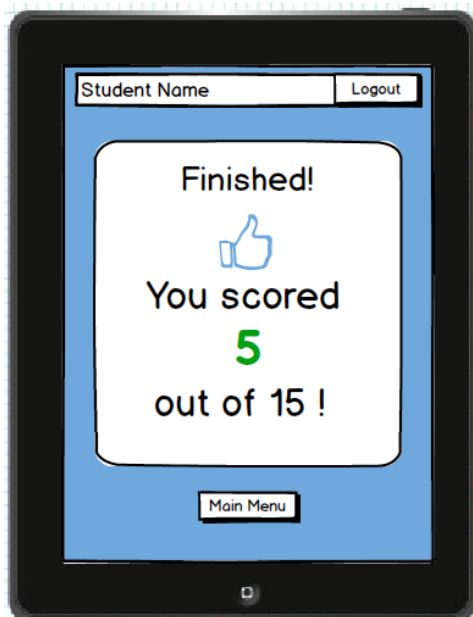 Student Name Logout
Finished!
You scored
5
out of 15 !
Main Menu